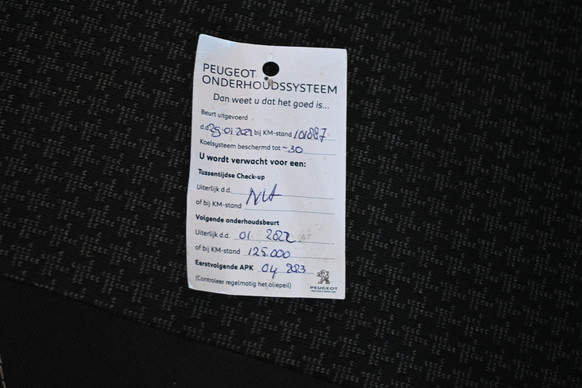 PEUGEOT
ONDERHOUDSSYSTEEM
Dan weet u dat het goed is...
Beurt uitgevoerd
d.d. 25-01-2021 bij KM-stand 101887
Koelsysteem beschermd tot -30
U wordt verwacht voor een:
Tussentijdse Check-up
Uiterlijk d.d.
of bij KM-stand
Volgende onderhoudsbeurt
Uiterlijk d.d. 01 2022
of bij KM-stand 125.000
Eerstvolgende APK 04 2023
(Controleer regelmatig het oliepeil)
PEUGEOT